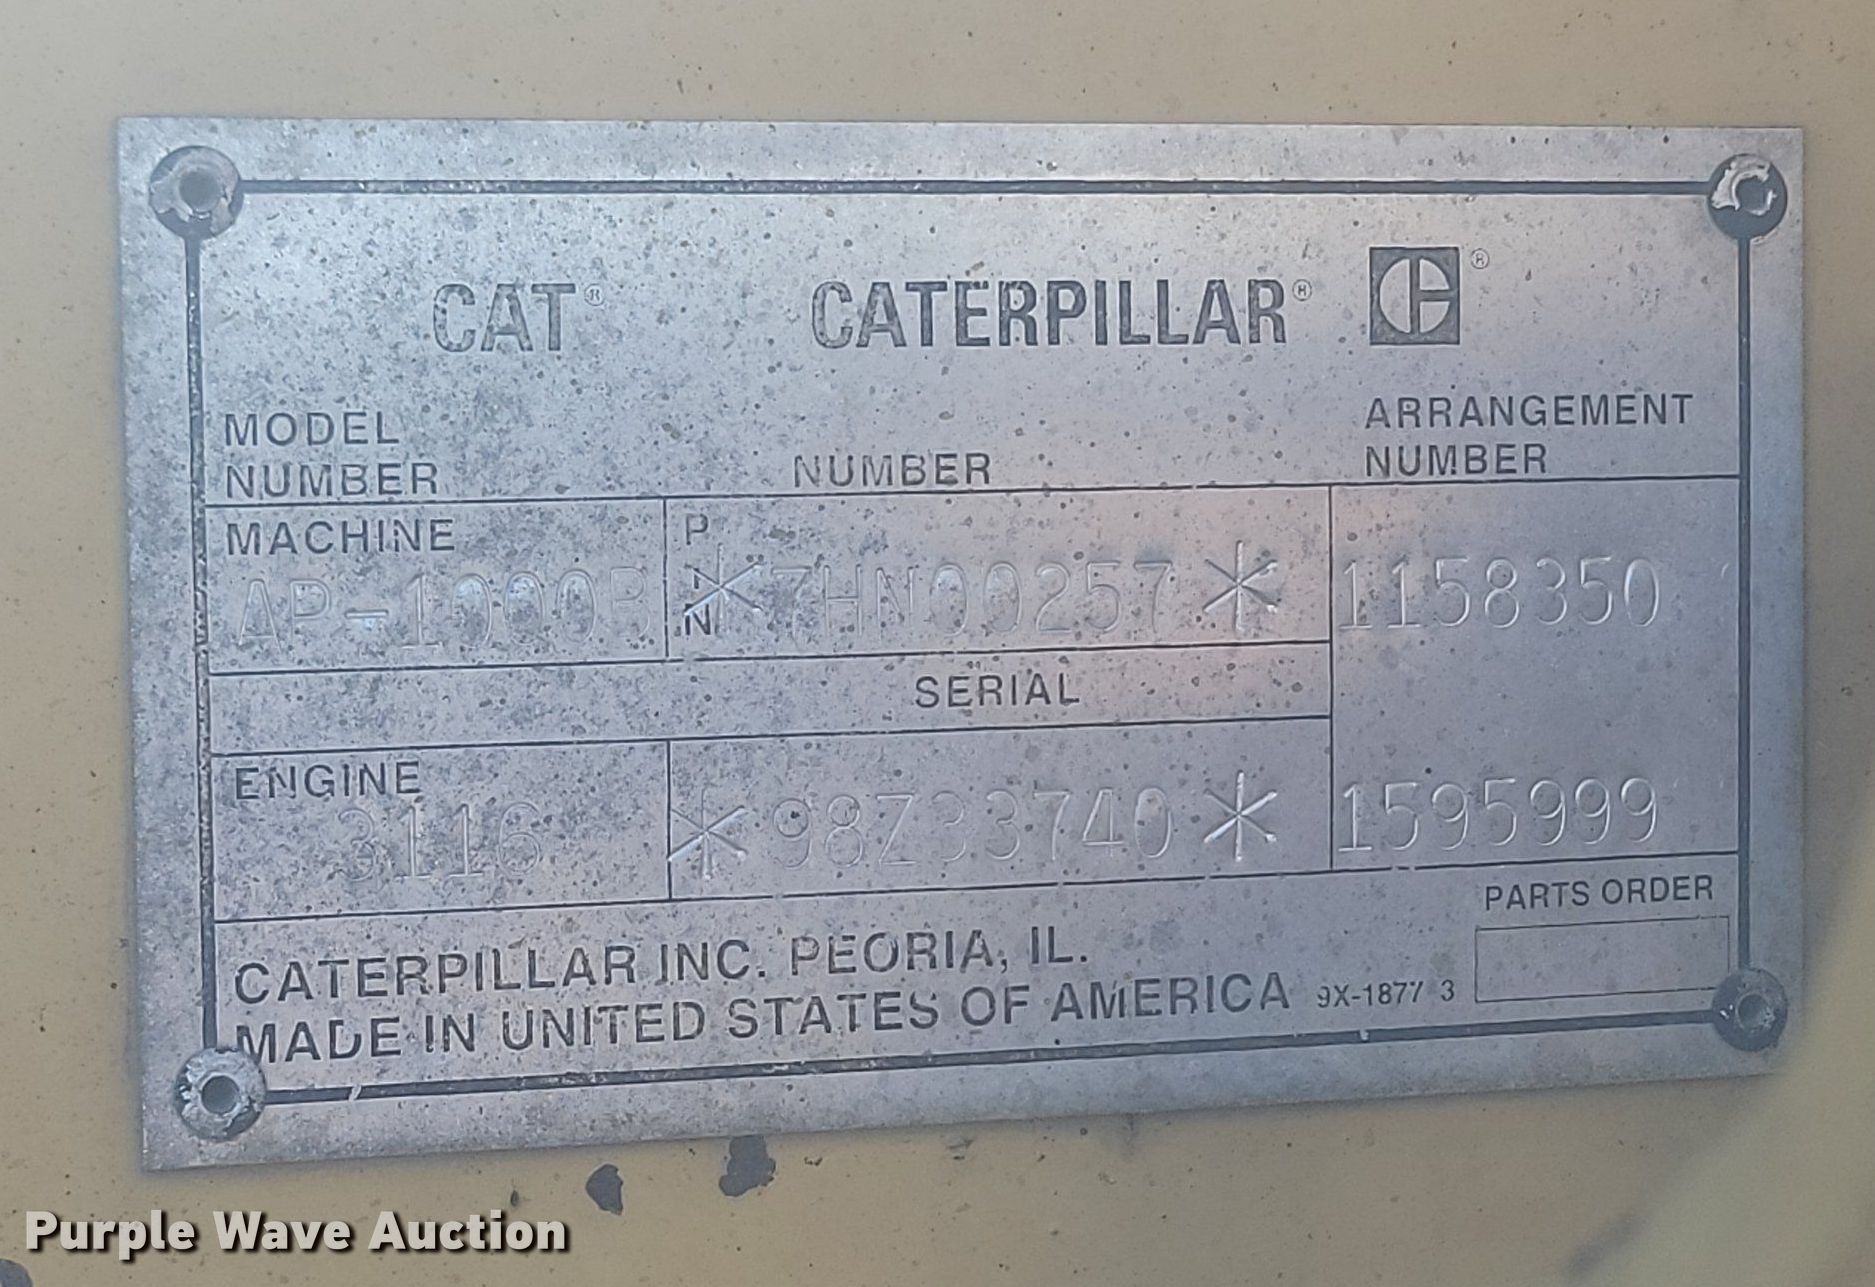 CAT® CATERPILLAR® ®
MODEL NUMBER
NUMBER
ARRANGEMENT NUMBER
MACHINE
AP-1000B
P
N
*7HN00257*
1158350
SERIAL
ENGINE
3116
*98Z33740*
1595999
PARTS ORDER
CATERPILLAR INC. PEORIA, IL.
MADE IN UNITED STATES OF AMERICA 9X-1877 3
Purple Wave Auction